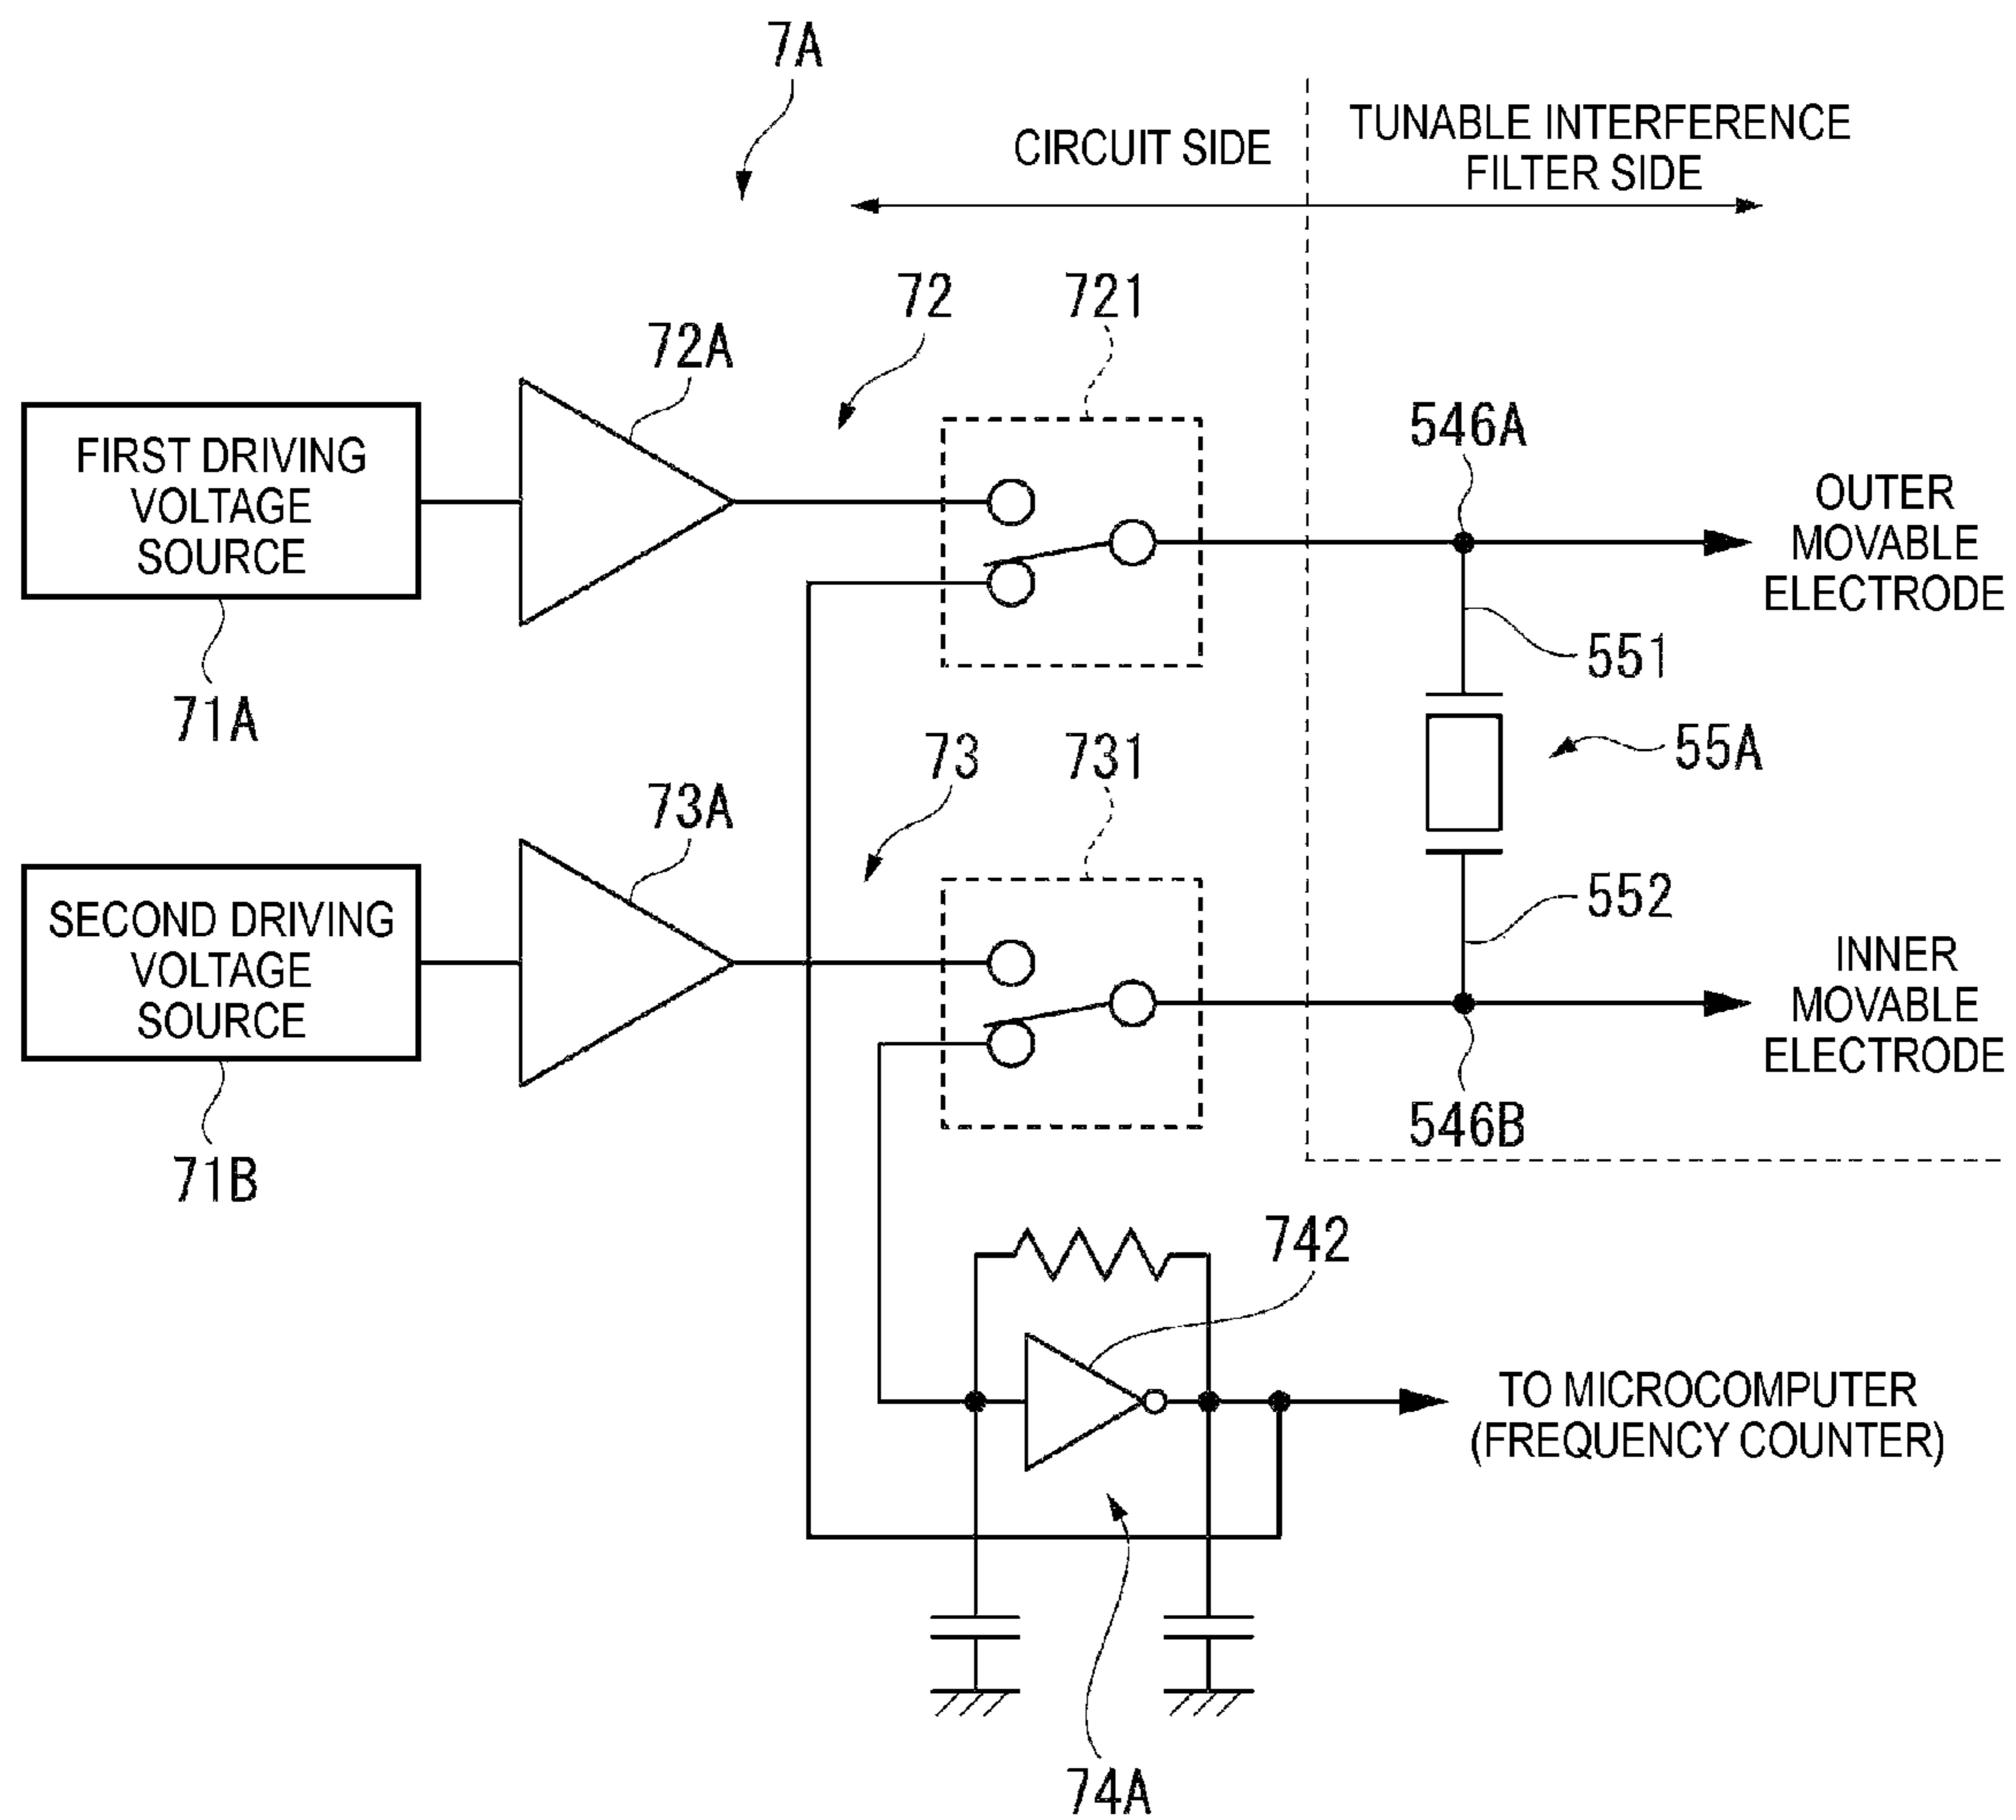 7A
CIRCUIT SIDE
TUNABLE INTERFERENCE
FILTER SIDE
72
721
72A
546A
FIRST DRIVING
VOLTAGE
SOURCE
OUTER
MOVABLE
ELECTRODE
551
71A
55A
73
731
73A
552
SECOND DRIVING
VOLTAGE
SOURCE
INNER
MOVABLE
ELECTRODE
546B
71B
742
TO MICROCOMPUTER
(FREQUENCY COUNTER)
74A